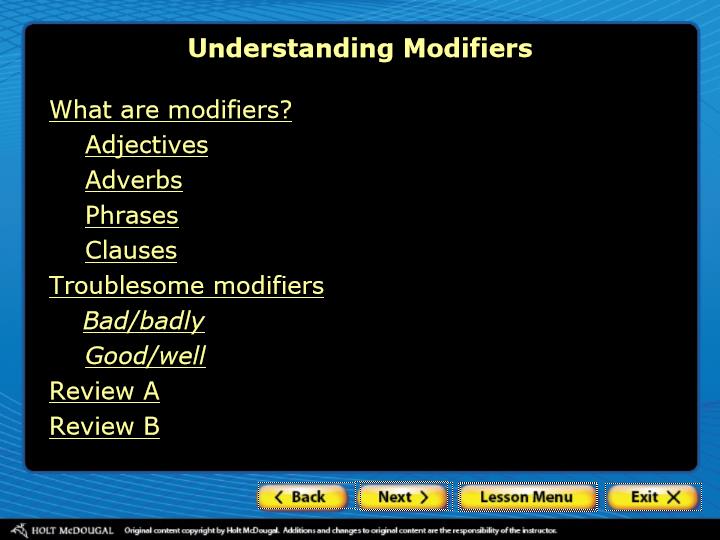 Understanding Modifiers
What are modifiers?
Adjectives
Adverbs
Phrases
Clauses
Troublesome modifiers
Bad/badly
Good/well
Review A
Review B
Back Next Lesson Menu Exit
HOLT McDOUGAL Original content copyright by Holt McDougal. Additions and changes to original content are the responsibility of the instructor.